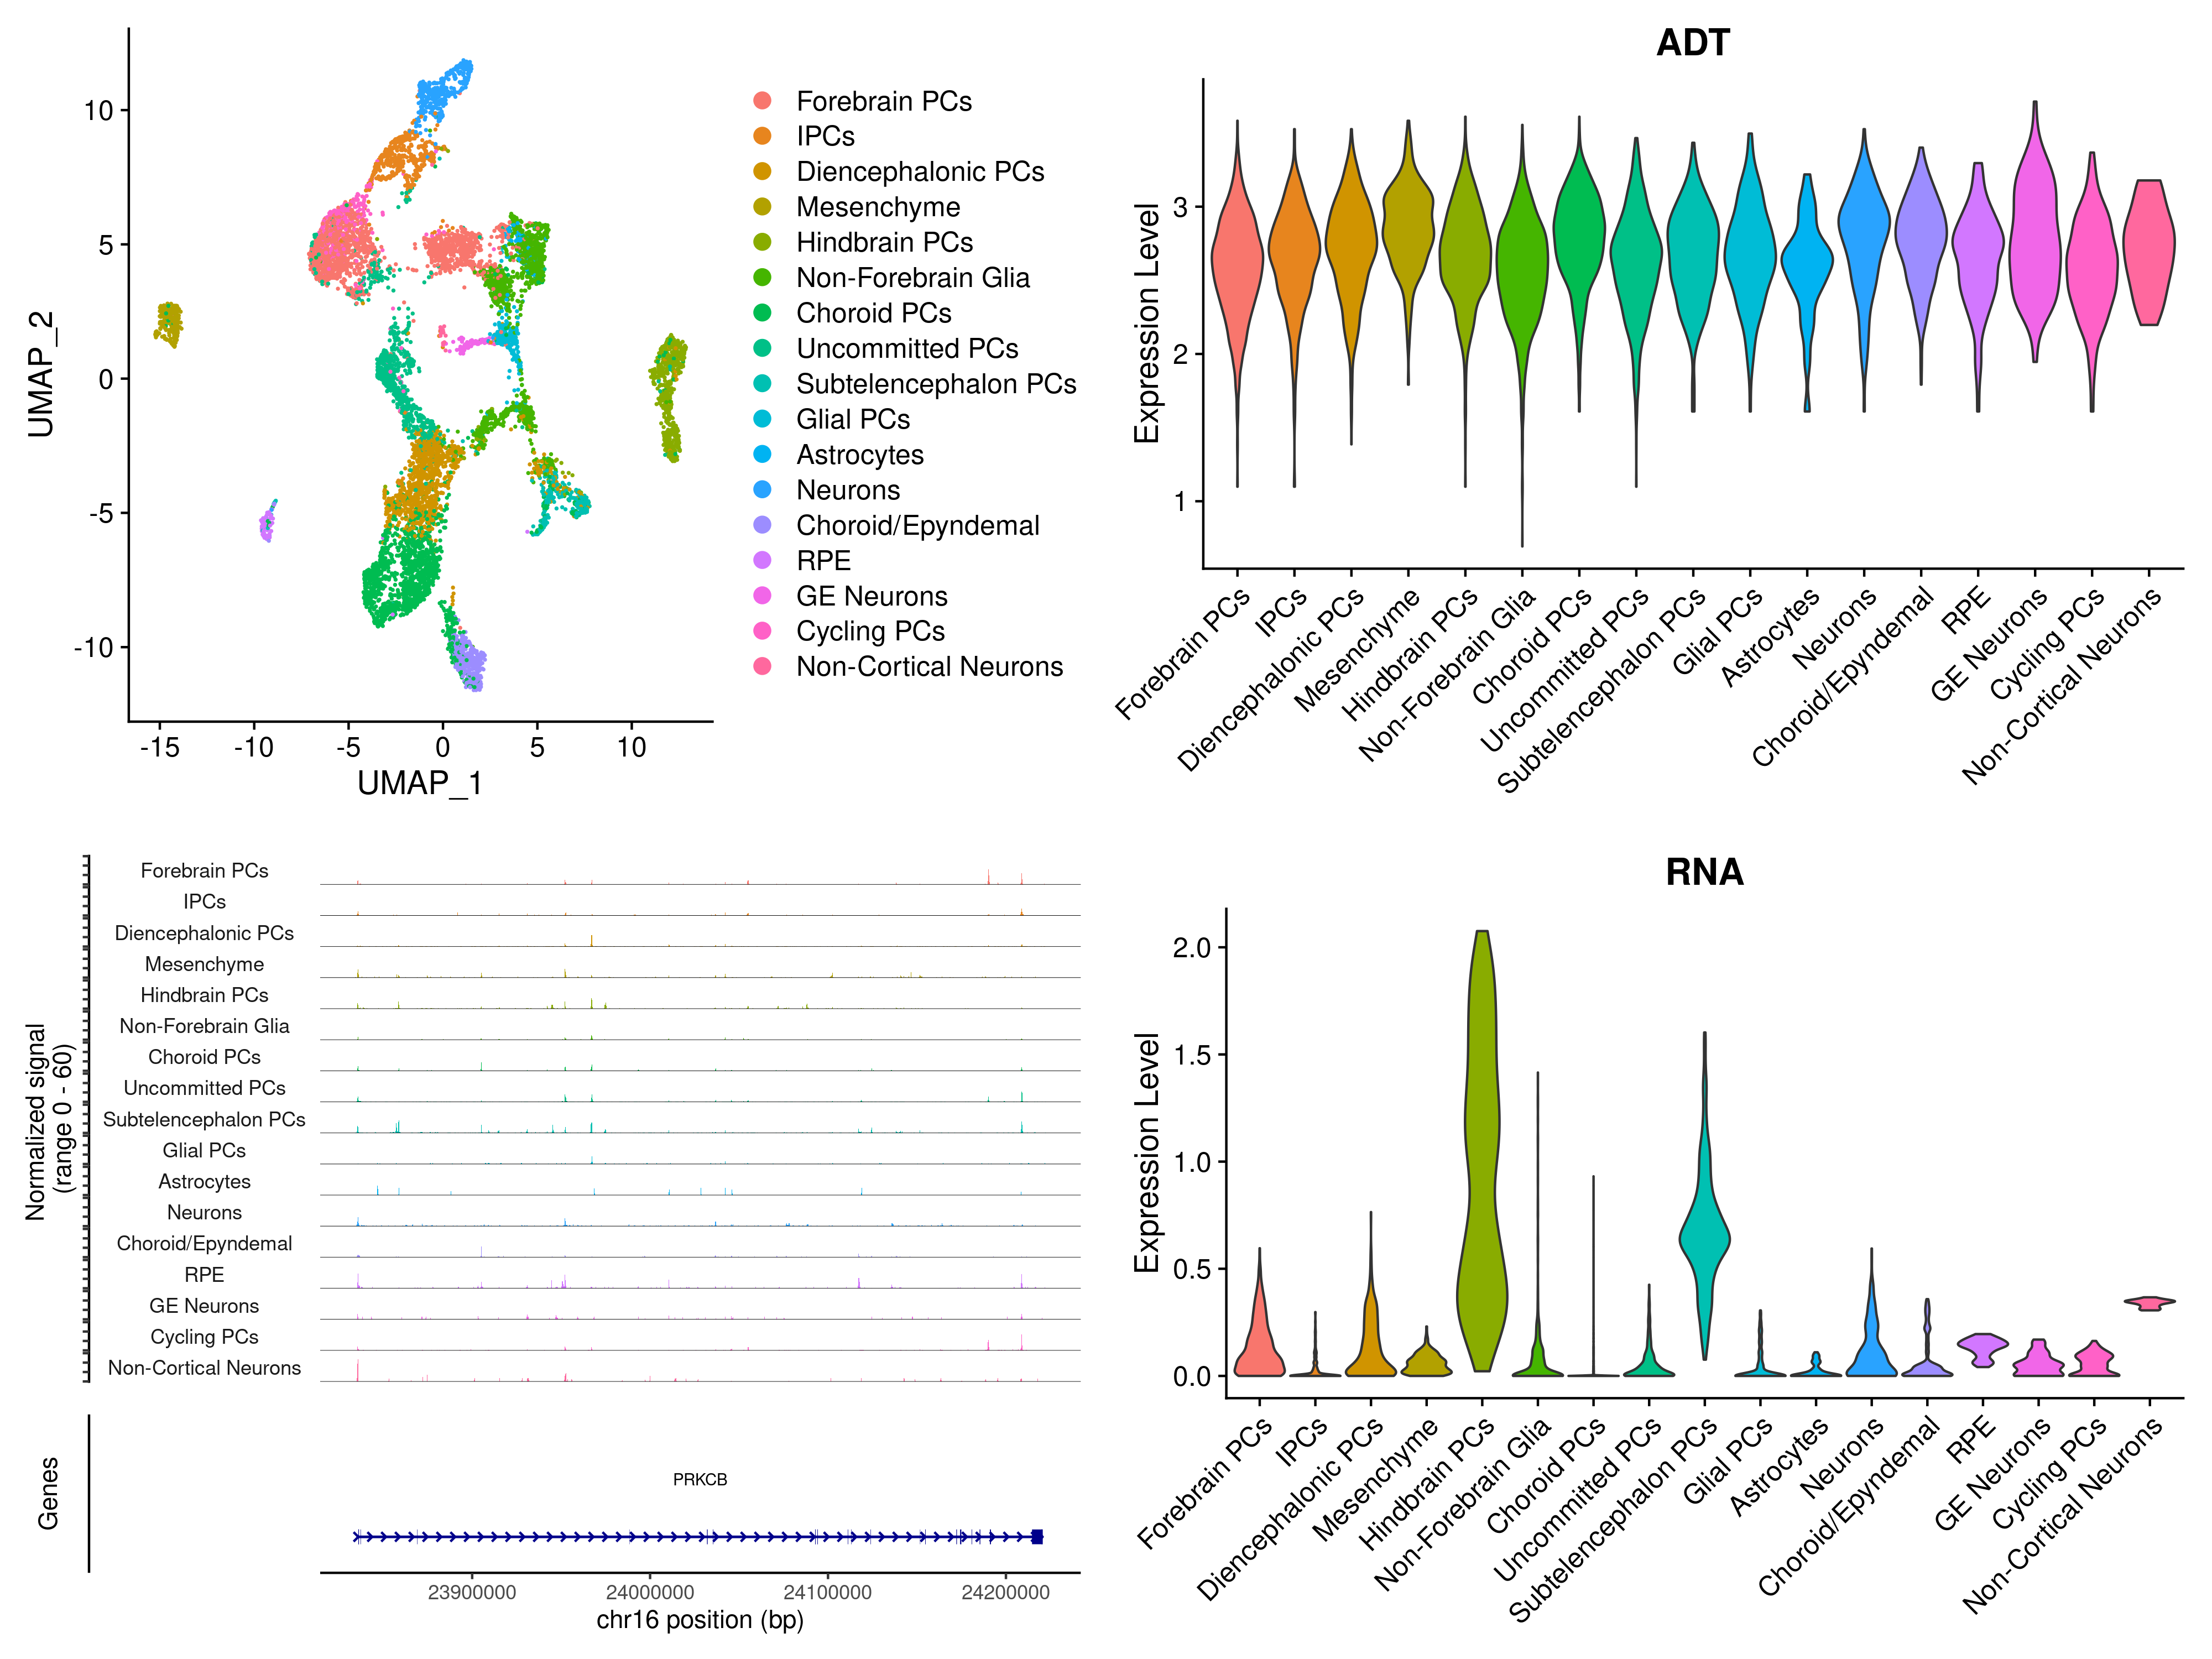 10
5
0
-5
-10
UMAP_2
-15
-10
-5
0
5
10
UMAP_1
Forebrain PCs
IPCs
Diencephalonic PCs
Mesenchyme
Hindbrain PCs
Non-Forebrain Glia
Choroid PCs
Uncommitted PCs
Subtelencephalon PCs
Glial PCs
Astrocytes
Neurons
Choroid/Epyndemal
RPE
GE Neurons
Cycling PCs
Non-Cortical Neurons
ADT
Expression Level
3
2
1
Forebrain PCs
IPCs
Diencephalonic PCs
Mesenchyme
Hindbrain PCs
Non-Forebrain Glia
Choroid PCs
Uncommitted PCs
Subtelencephalon PCs
Glial PCs
Astrocytes
Neurons
Choroid/Epyndemal
RPE
GE Neurons
Cycling PCs
Non-Cortical Neurons
Normalized signal
(range 0 - 60)
Forebrain PCs
IPCs
Diencephalonic PCs
Mesenchyme
Hindbrain PCs
Non-Forebrain Glia
Choroid PCs
Uncommitted PCs
Subtelencephalon PCs
Glial PCs
Astrocytes
Neurons
Choroid/Epyndemal
RPE
GE Neurons
Cycling PCs
Non-Cortical Neurons
Genes
PRKCB
23900000
24000000
24100000
24200000
chr16 position (bp)
RNA
Expression Level
2.0
1.5
1.0
0.5
0.0
Forebrain PCs
IPCs
Diencephalonic PCs
Mesenchyme
Hindbrain PCs
Non-Forebrain Glia
Choroid PCs
Uncommitted PCs
Subtelencephalon PCs
Glial PCs
Astrocytes
Neurons
Choroid/Epyndemal
RPE
GE Neurons
Cycling PCs
Non-Cortical Neurons